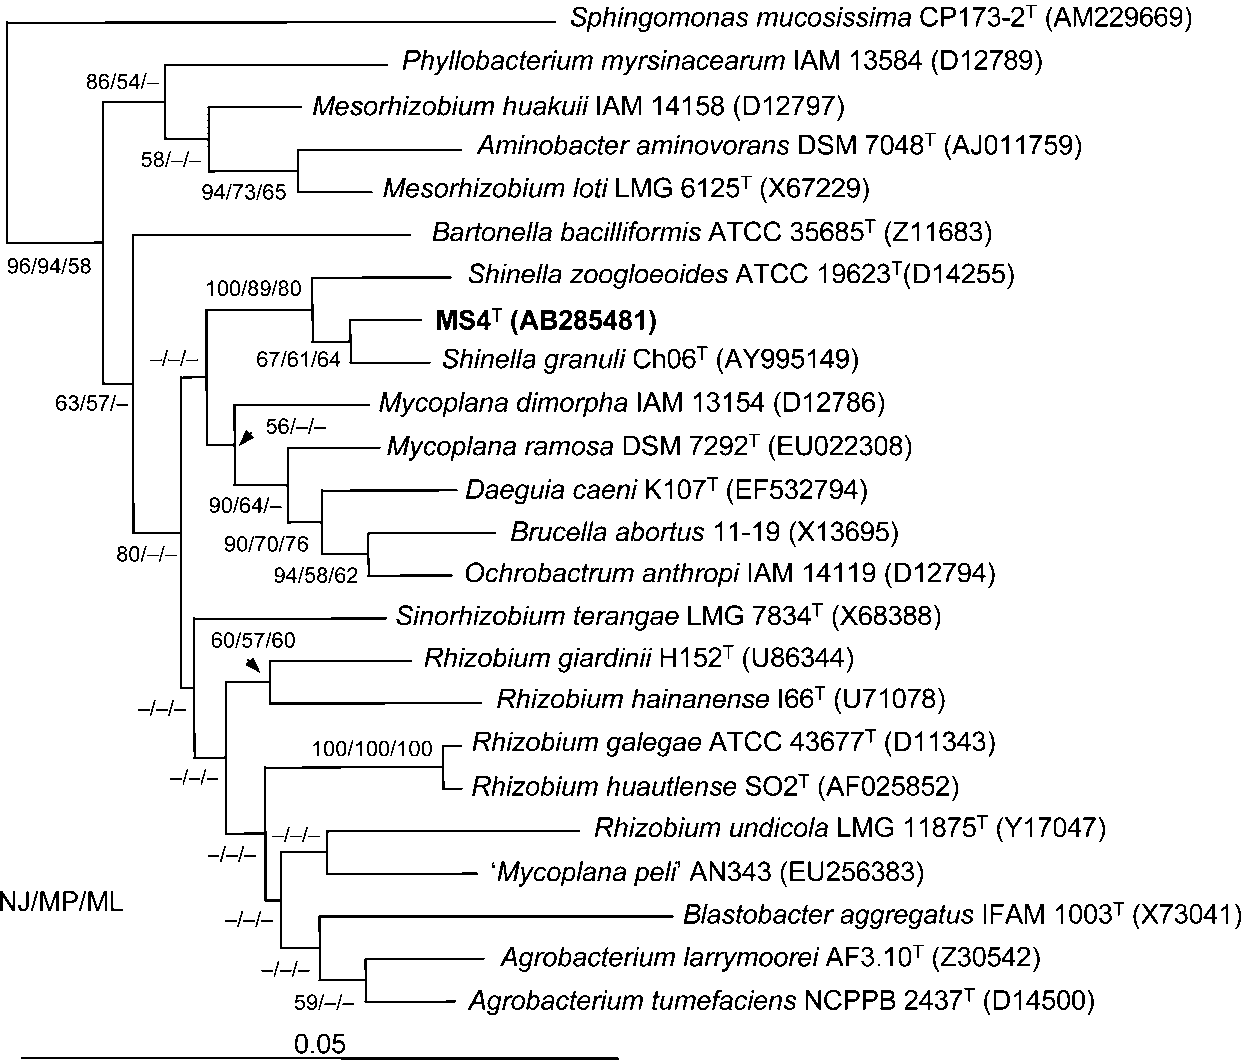 Sphingomonas mucosissima CP173-2ᵀ (AM229669)
Phyllobacterium myrsinacearum IAM 13584 (D12789)
86/54/–
Mesorhizobium huakuii IAM 14158 (D12797)
Aminobacter aminovorans DSM 7048ᵀ (AJ011759)
58/–/–
Mesorhizobium loti LMG 6125ᵀ (X67229)
94/73/65
Bartonella bacilliformis ATCC 35685ᵀ (Z11683)
96/94/58
Shinella zoogloeoides ATCC 19623ᵀ(D14255)
100/89/80
MS4ᵀ (AB285481)
–/–/–
67/61/64
Shinella granuli Ch06ᵀ (AY995149)
63/57/–
Mycoplana dimorpha IAM 13154 (D12786)
56/–/–
Mycoplana ramosa DSM 7292ᵀ (EU022308)
Daeguia caeni K107ᵀ (EF532794)
90/64/–
Brucella abortus 11-19 (X13695)
90/70/76
80/–/–
Ochrobactrum anthropi IAM 14119 (D12794)
94/58/62
Sinorhizobium terangae LMG 7834ᵀ (X68388)
60/57/60
Rhizobium giardinii H152ᵀ (U86344)
Rhizobium hainanense I66ᵀ (U71078)
–/–/–
Rhizobium galegae ATCC 43677ᵀ (D11343)
100/100/100
–/–/–
Rhizobium huautlense SO2ᵀ (AF025852)
Rhizobium undicola LMG 11875ᵀ (Y17047)
–/–/–
–/–/–
‘Mycoplana peli’ AN343 (EU256383)
NJ/MP/ML
–/–/–
Blastobacter aggregatus IFAM 1003ᵀ (X73041)
Agrobacterium larrymoorei AF3.10ᵀ (Z30542)
–/–/–
59/–/–
Agrobacterium tumefaciens NCPPB 2437ᵀ (D14500)
0.05